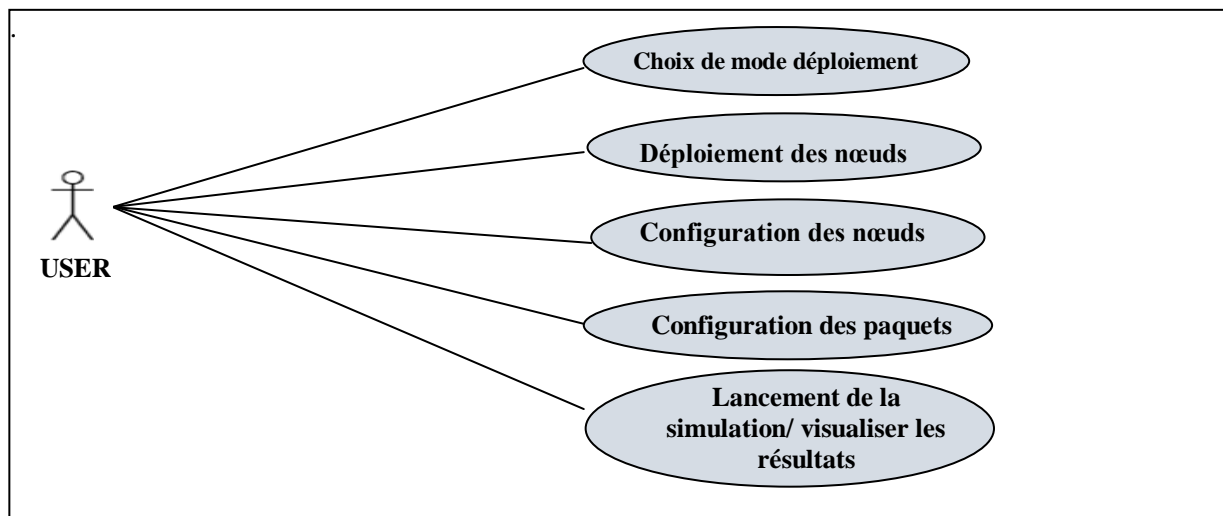 .
Choix de mode déploiement
Déploiement des nœuds
Configuration des nœuds
USER
Configuration des paquets
Lancement de la
simulation/ visualiser les
résultats